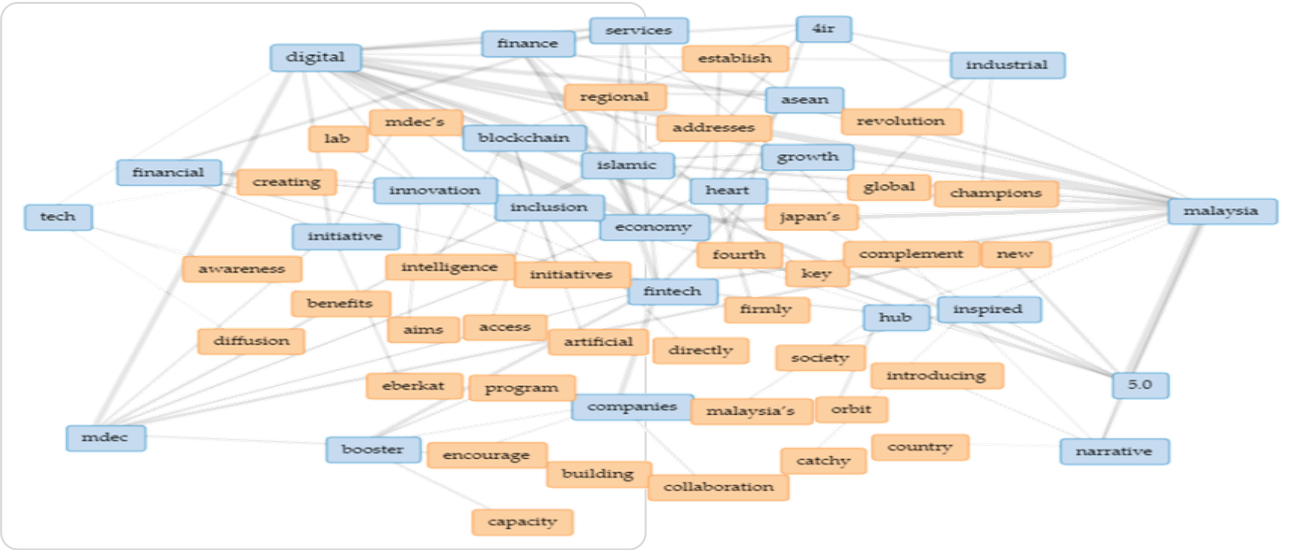 services
4ir
finance
digital
establish
industrial
regional
asean
mdec's
revolution
addresses
lab
blockchain
growth
islamic
financial
creating
innovation
heart
global
champions
inclusion
tech
japan's
malaysia
economy
initiative
fourth
complement
new
awareness
intelligence
initiatives
key
fintech
benefits
firmly
inspired
hub
aims
access
diffusion
artificial
directly
society
introducing
eberkat
program
5.0
companies
malaysia's
orbit
mdec
booster
country
narrative
encourage
catchy
building
collaboration
capacity